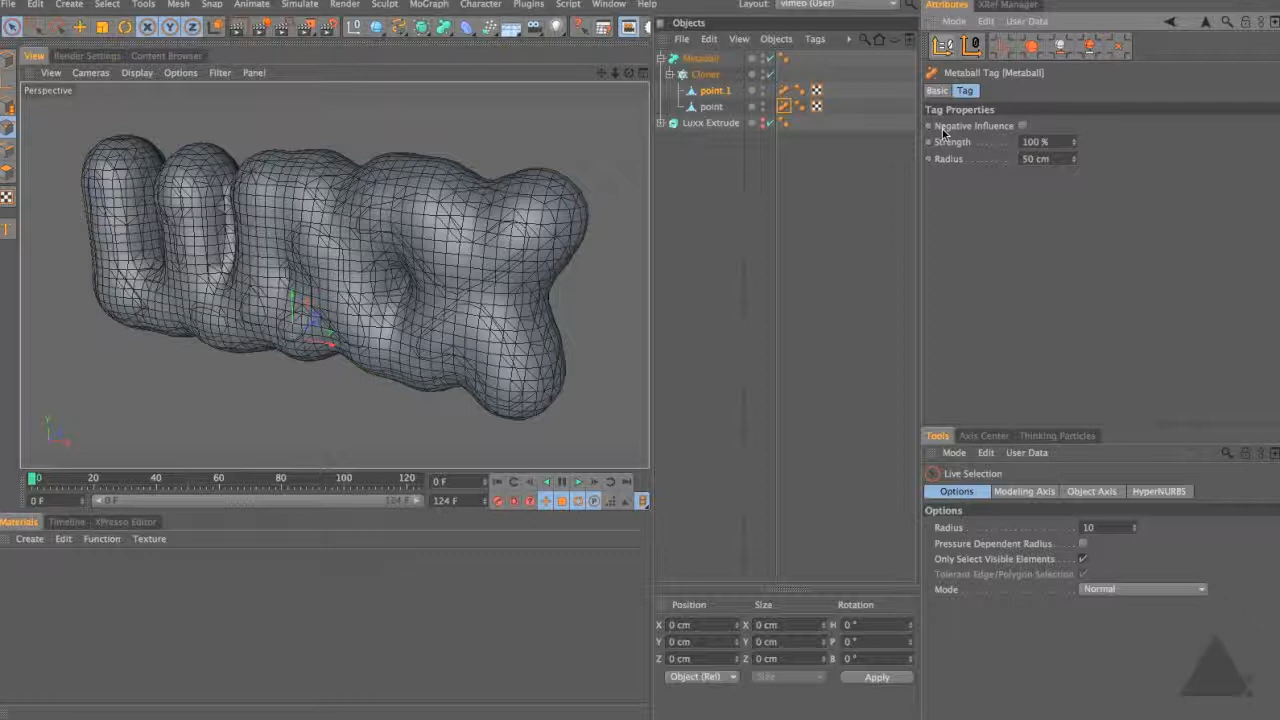 File Edit Create Select Tools Mesh Snap Animate Simulate Render Sculpt MoGraph Character Plugins Script Window Help
Layout: vimeo (User)
View Render Settings Content Browser
View Cameras Display Options Filter Panel
Perspective
Y
0 20 40 60 80 100 120
0 F
0 F 0 F 124 F 124 F
Materials Timeline XPresso Editor
Create Edit Function Texture
Objects
File Edit View Objects Tags
Metaball
Cloner
point.1
point
Luxx Extrude
Position Size Rotation
X 0 cm X 0 cm H 0 °
Y 0 cm Y 0 cm P 0 °
Z 0 cm Z 0 cm B 0 °
Object (Rel) Size Apply
Attributes XRef Manager
Mode Edit User Data
Metaball Tag [Metaball]
Basic Tag
Tag Properties
Negative Influence
Strength 100 %
Radius 50 cm
Tools Axis Center Thinking Particles
Mode Edit User Data
Live Selection
Options Modeling Axis Object Axis HyperNURBS
Options
Radius 10
Pressure Dependent Radius
Only Select Visible Elements
Tolerant Edge/Polygon Selection
Mode Normal